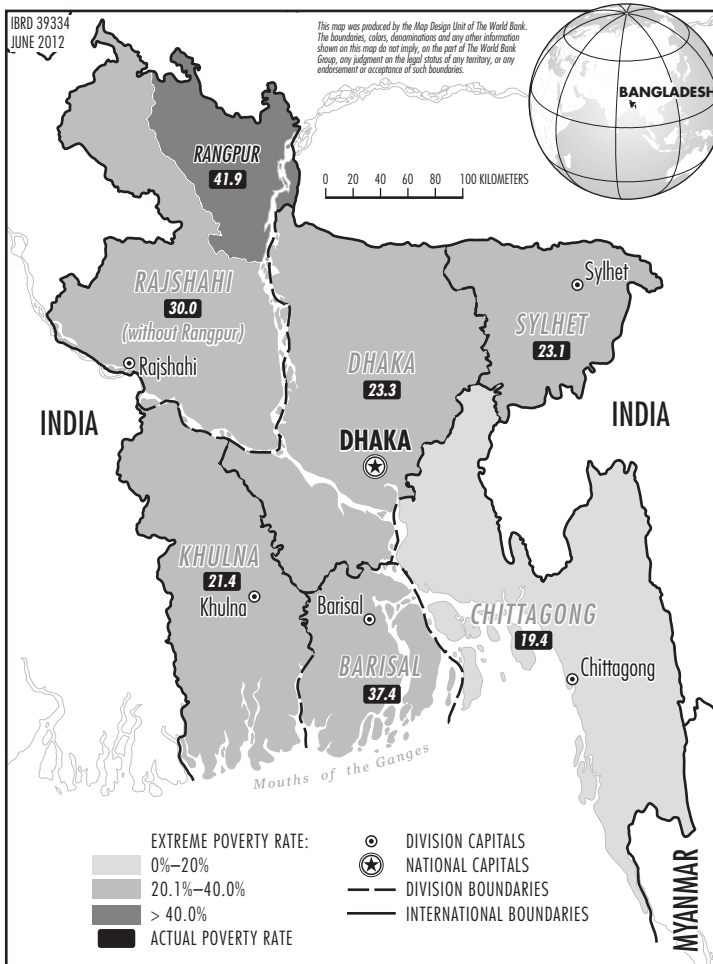 IBRD 39334
JUNE 2012
This map was produced by the Map Design Unit of The World Bank.
The boundaries, colors, denominations and any other information
shown on this map do not imply, on the part of The World Bank
Group, any judgment on the legal status of any territory, or any
endorsement or acceptance of such boundaries.
BANGLADESH
0 20 40 60 80 100 KILOMETERS
RANGPUR
41.9
RAJSHAHI
30.0
(without Rangpur)
Rajshahi
Sylhet
SYLHET
23.1
DHAKA
23.3
INDIA
INDIA
DHAKA
KHULNA
21.4
Khulna
Barisal
BARISAL
37.4
CHITTAGONG
19.4
Chittagong
Mouths of the Ganges
MYANMAR
EXTREME POVERTY RATE:
0%–20%
20.1%–40.0%
> 40.0%
ACTUAL POVERTY RATE
DIVISION CAPITALS
NATIONAL CAPITALS
DIVISION BOUNDARIES
INTERNATIONAL BOUNDARIES